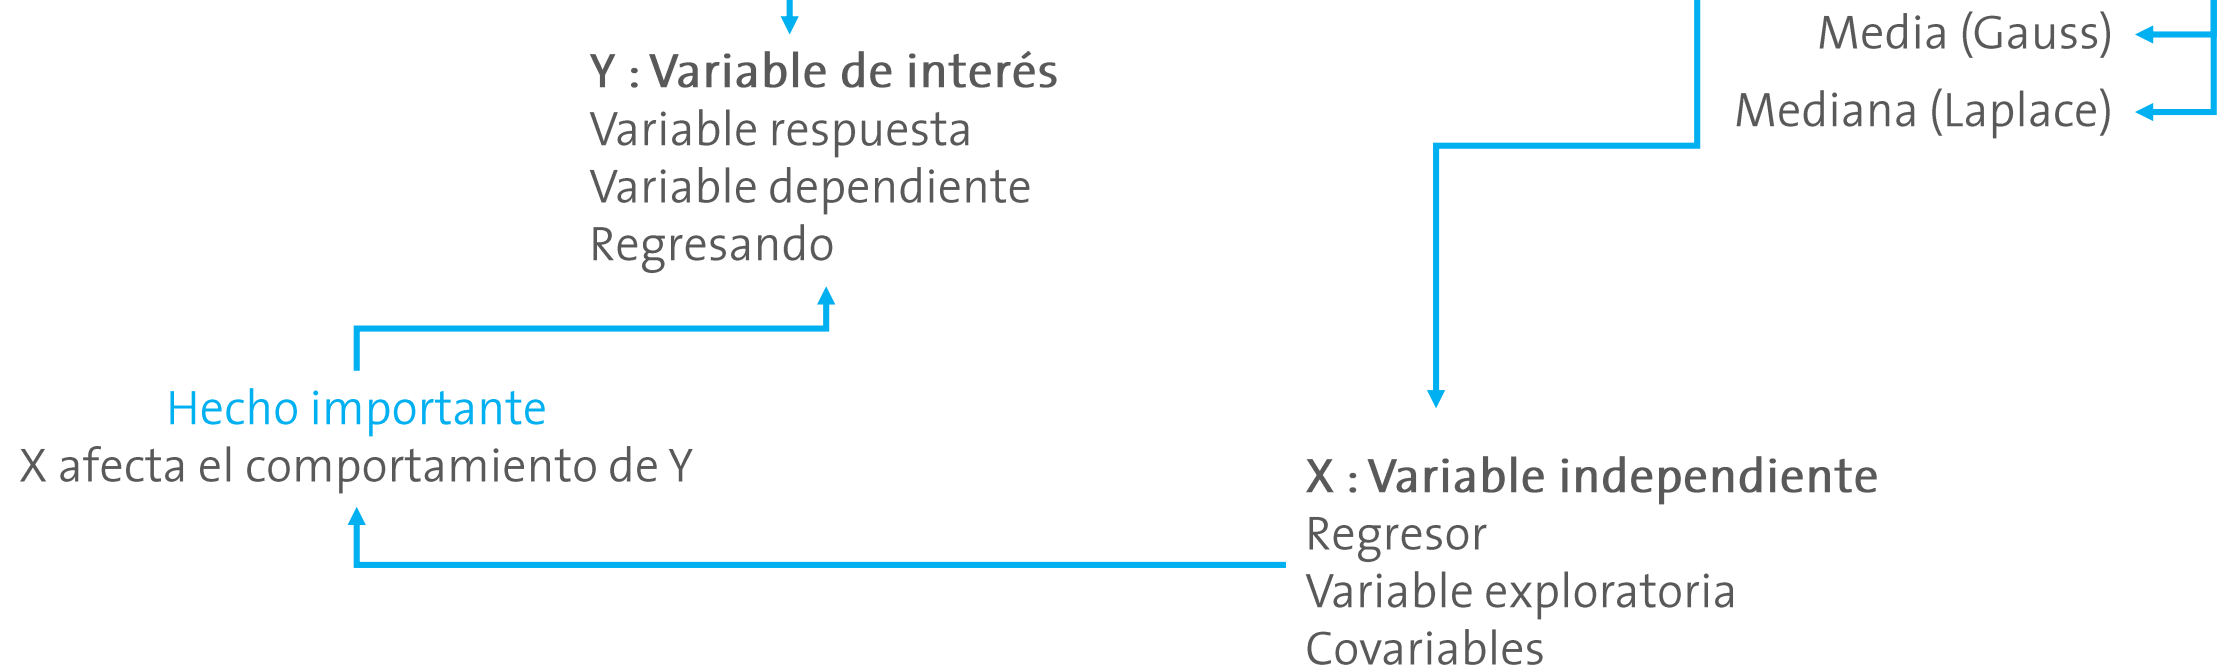 Media (Gauss)
Mediana (Laplace)
Y : Variable de interés
Variable respuesta
Variable dependiente
Regresando
Hecho importante
X afecta el comportamiento de Y
X : Variable independiente
Regresor
Variable exploratoria
Covariables